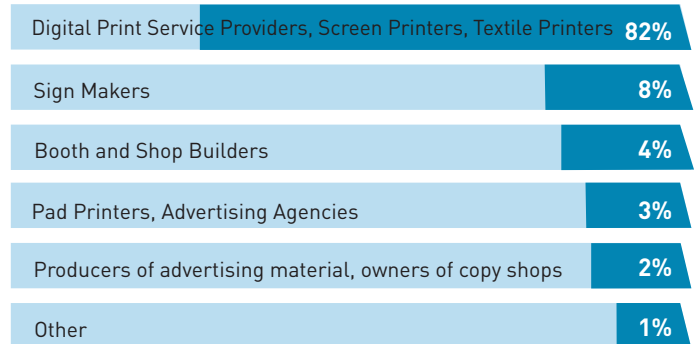 Digital Print Service Providers, Screen Printers, Textile Printers 82%
Sign Makers 8%
Booth and Shop Builders 4%
Pad Printers, Advertising Agencies 3%
Producers of advertising material, owners of copy shops 2%
Other 1%